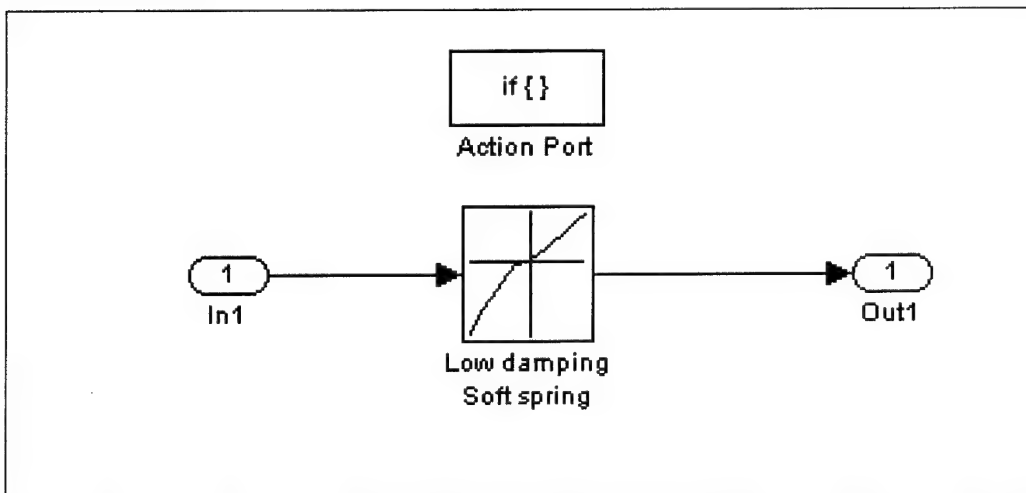 if { }
Action Port
1
In1
Low damping
Soft spring
1
Out1